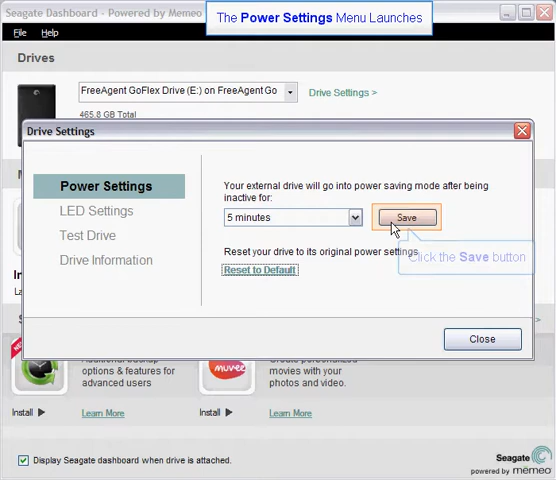 Seagate Dashboard - Powered by Memeo
The Power Settings Menu Launches
File Help
Drives
FreeAgent GoFlex Drive (E:) on FreeAgent Go
Drive Settings >
465.8 GB Total
Drive Settings
Power Settings
LED Settings
Test Drive
Drive Information
Your external drive will go into power saving mode after being
inactive for:
5 minutes
Save
Click the Save button
Reset your drive to its original power settings
Reset to Default
Close
options & features for
advanced users
Install
Learn More
Create personalized
movies with your
photos and video.
muvee
Install
Learn More
Display Seagate dashboard when drive is attached.
Seagate
powered by memeo